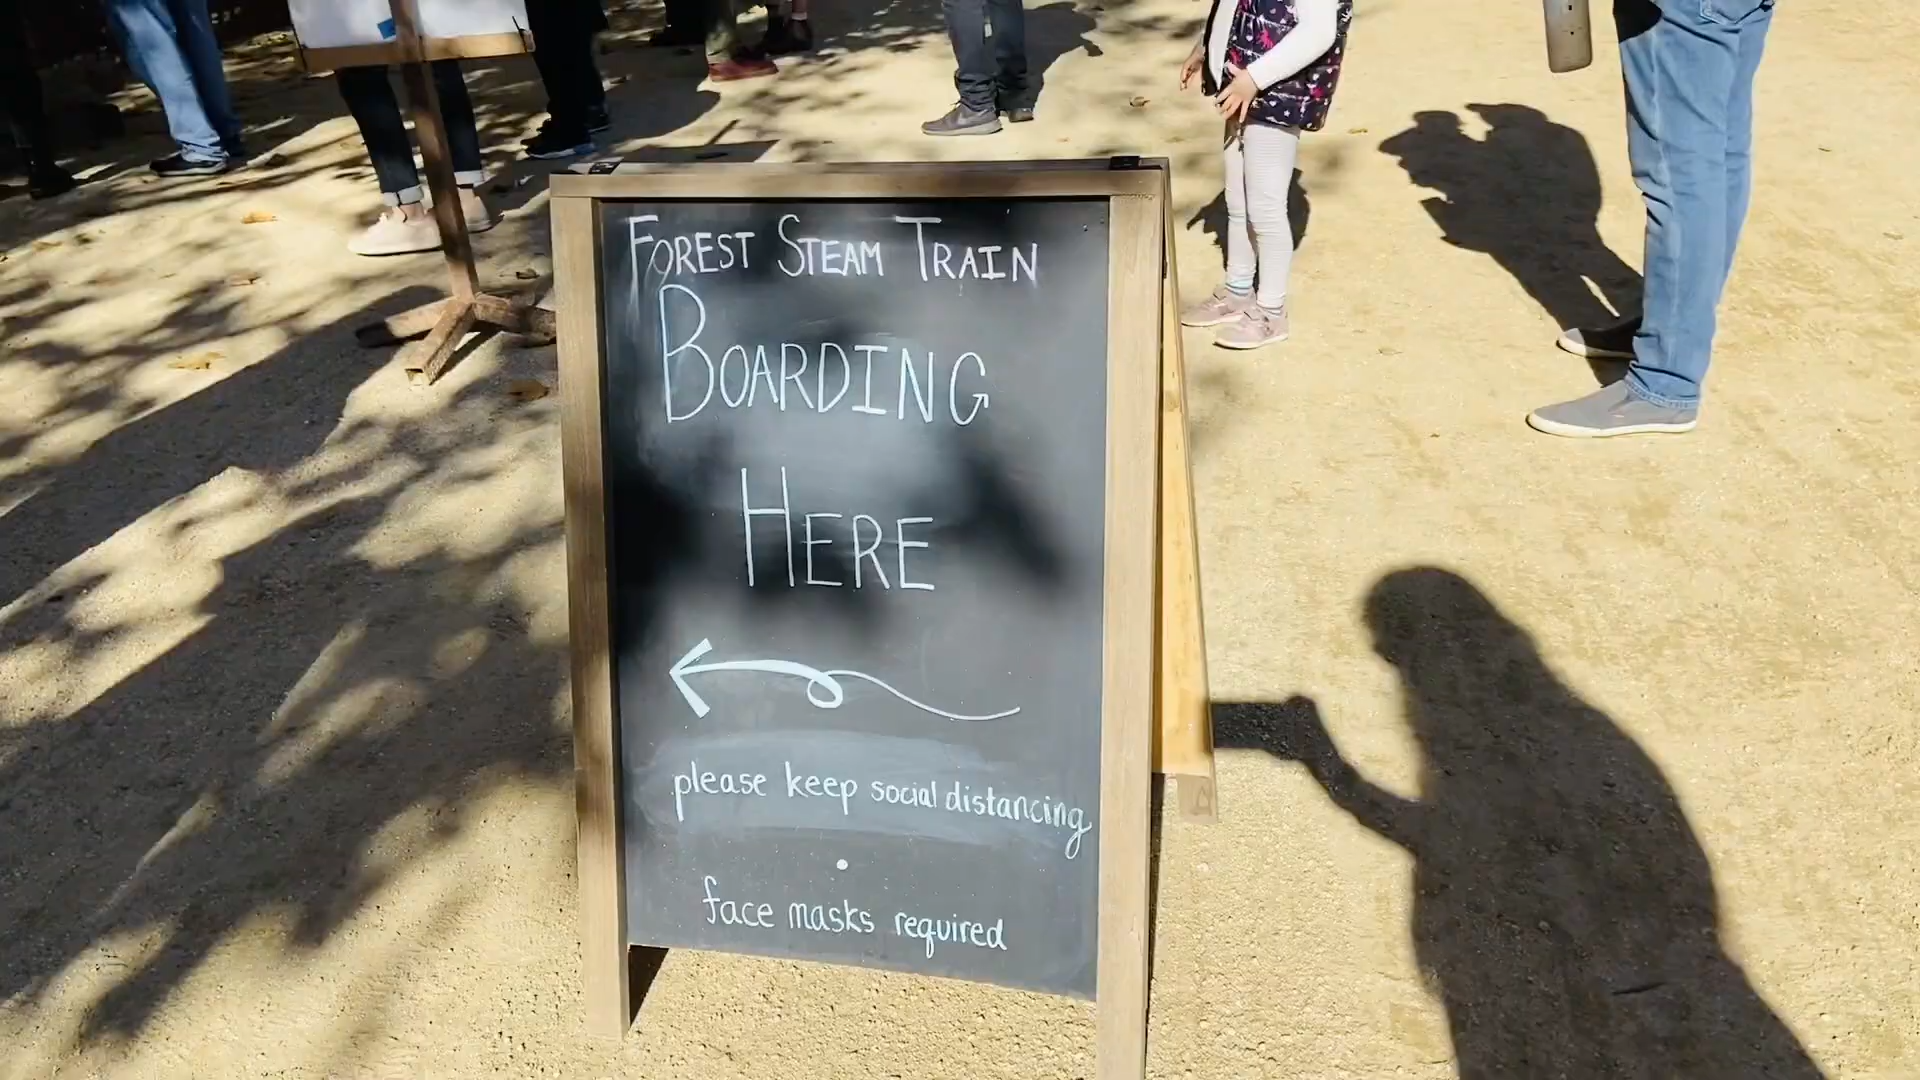 FOREST STEAM TRAIN
BOARDING
HERE
please keep social distancing
face masks required